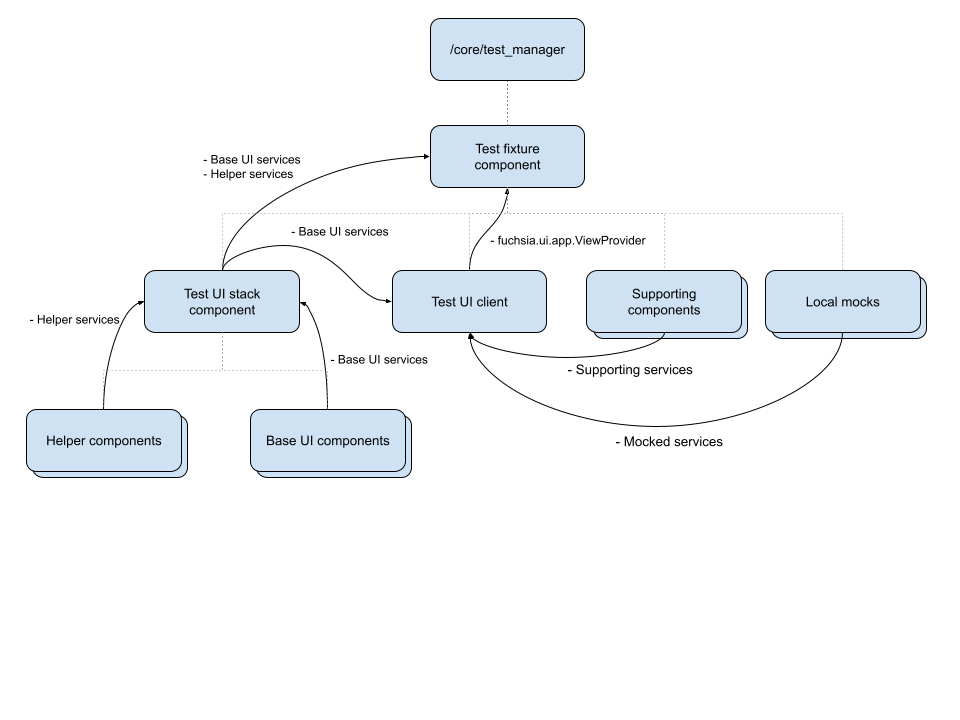 /core/test_manager
Test fixture
component
- Base UI services
- Helper services
- Base UI services
- fuchsia.ui.app.ViewProvider
Test UI stack
component
Test UI client
Supporting
components
Local mocks
- Helper services
- Base UI services
- Supporting services
Helper components
Base UI components
- Mocked services